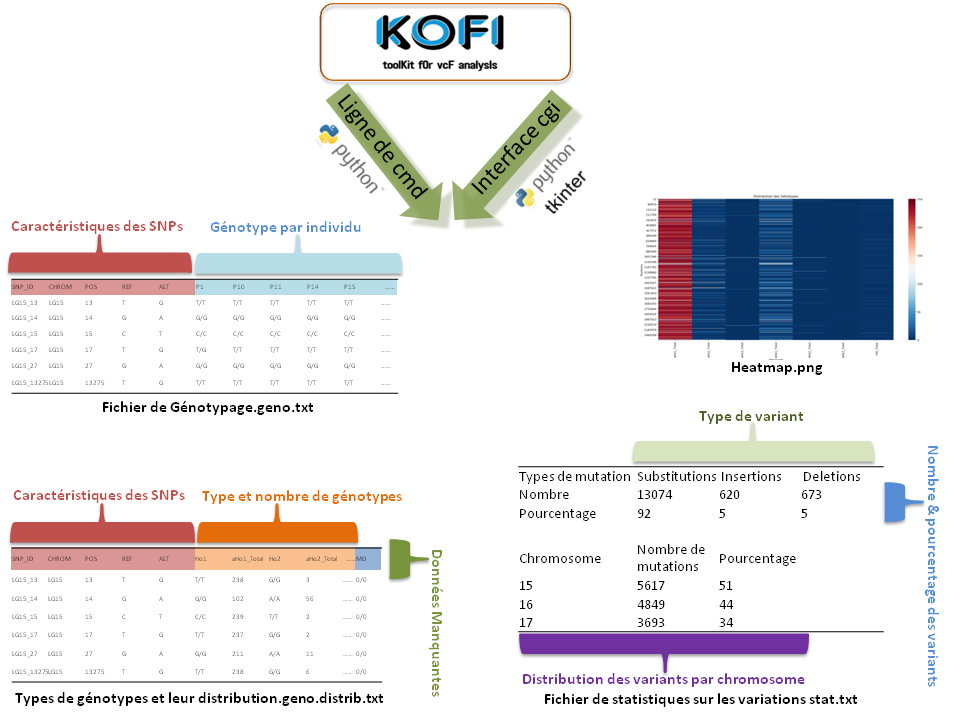 KOFI
toolKit f0r vcF analysis
Ligne de cmd
Interface cgi
python
python
tkinter
Caractéristiques des SNPs Génotype par individu
SNP_ID CHROM POS REF ALT P1 P10 P11 P14 P15 ......
LG15_13 LG15 13 T G T/T T/T T/T T/T T/T ......
LG15_14 LG15 14 G A G/G G/G G/G G/G G/G ......
LG15_15 LG15 15 C T C/C C/C C/C C/C C/C ......
LG15_17 LG15 17 T G T/G T/T T/T T/T T/T ......
LG15_27 LG15 27 G A G/G G/G G/G G/G G/G ......
LG15_13275LG15 13275 T G T/T T/T T/T T/T T/T ......
Fichier de Génotypage.geno.txt
Distribution des Génotypes
Heatmap.png
Caractéristiques des SNPs Type et nombre de génotypes
SNP_ID CHROM POS REF ALT Ho1 aHo1_Total Ho2 aHo2_Total ......MD
LG15_13 LG15 13 T G T/T 238 G/G 3 ...... 0/0
LG15_14 LG15 14 G A G/G 102 A/A 56 ...... 0/0
LG15_15 LG15 15 C T C/C 239 T/T 2 ...... 0/0
LG15_17 LG15 17 T G T/T 237 G/G 2 ...... 0/0
LG15_27 LG15 27 G A G/G 211 A/A 11 ...... 0/0
LG15_13275LG15 13275 T G T/T 238 G/G 6 ...... 0/0
Données Manquantes
Types de génotypes et leur distribution.geno.distrib.txt
Type de variant
Types de mutation Substitutions Insertions Deletions
Nombre 13074 620 673
Pourcentage 92 5 5
Chromosome Nombre de mutations Pourcentage
15 5617 51
16 4849 44
17 3693 34
Nombre & pourcentage des variants
Distribution des variants par chromosome
Fichier de statistiques sur les variations stat.txt